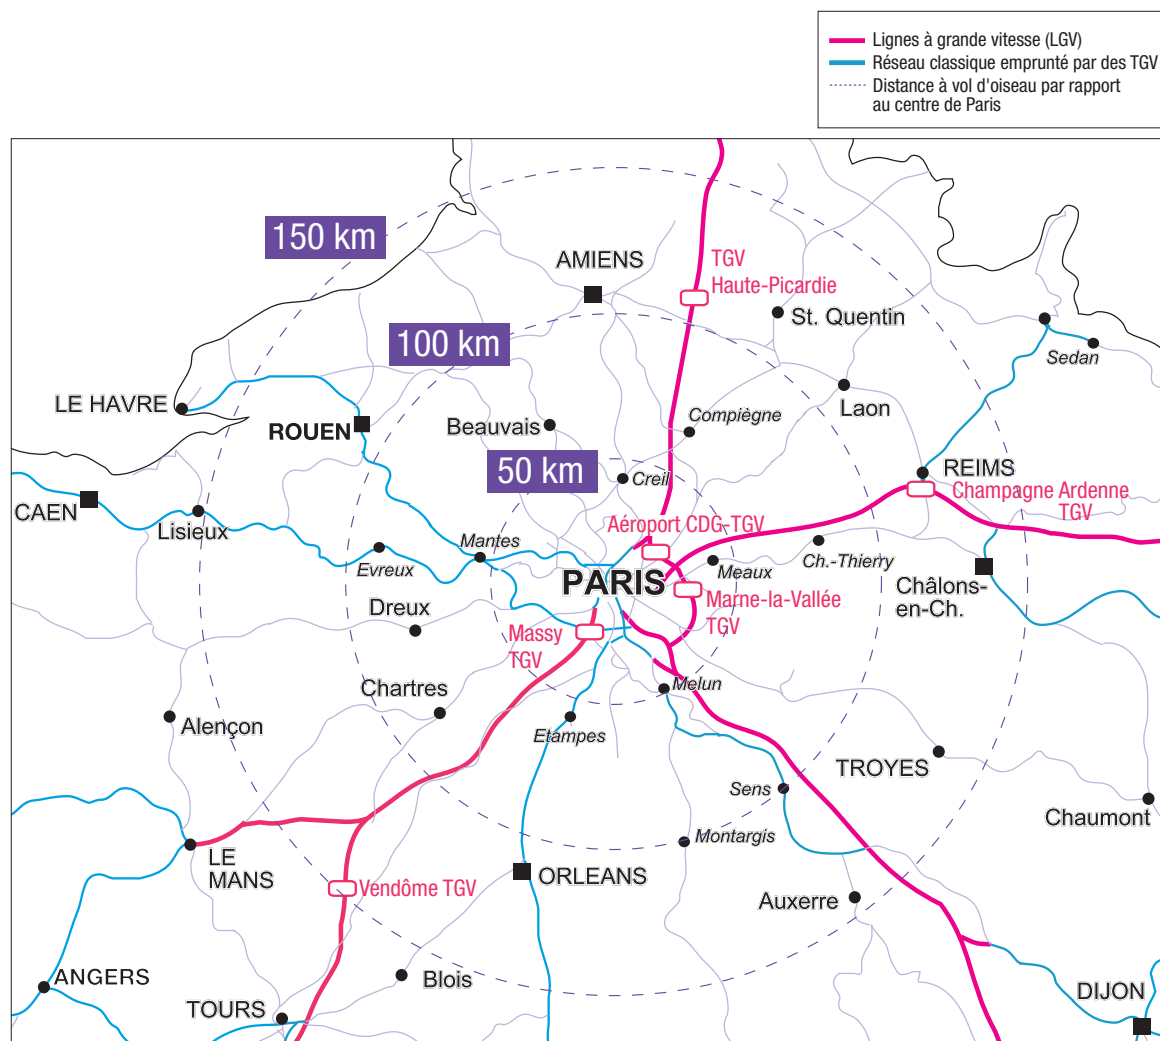 Lignes à grande vitesse (LGV)
Réseau classique emprunté par des TGV
Distance à vol d'oiseau par rapport
au centre de Paris
150 km
AMIENS
TGV
Haute-Picardie
St. Quentin
100 km
Sedan
LE HAVRE
Laon
Compiègne
ROUEN
Beauvais
50 km
Creil
REIMS
Champagne Ardenne
TGV
CAEN
Lisieux
Aéroport CDG-TGV
Mantes
Evreux
PARIS
Meaux
Ch.-Thierry
Châlons-
en-Ch.
Dreux
Marne-la-Vallée
TGV
Massy
TGV
Chartres
Melun
Alençon
Etampes
TROYES
Sens
Chaumont
Montargis
LE
MANS
ORLEANS
Vendôme TGV
Auxerre
ANGERS
Blois
DIJON
TOURS